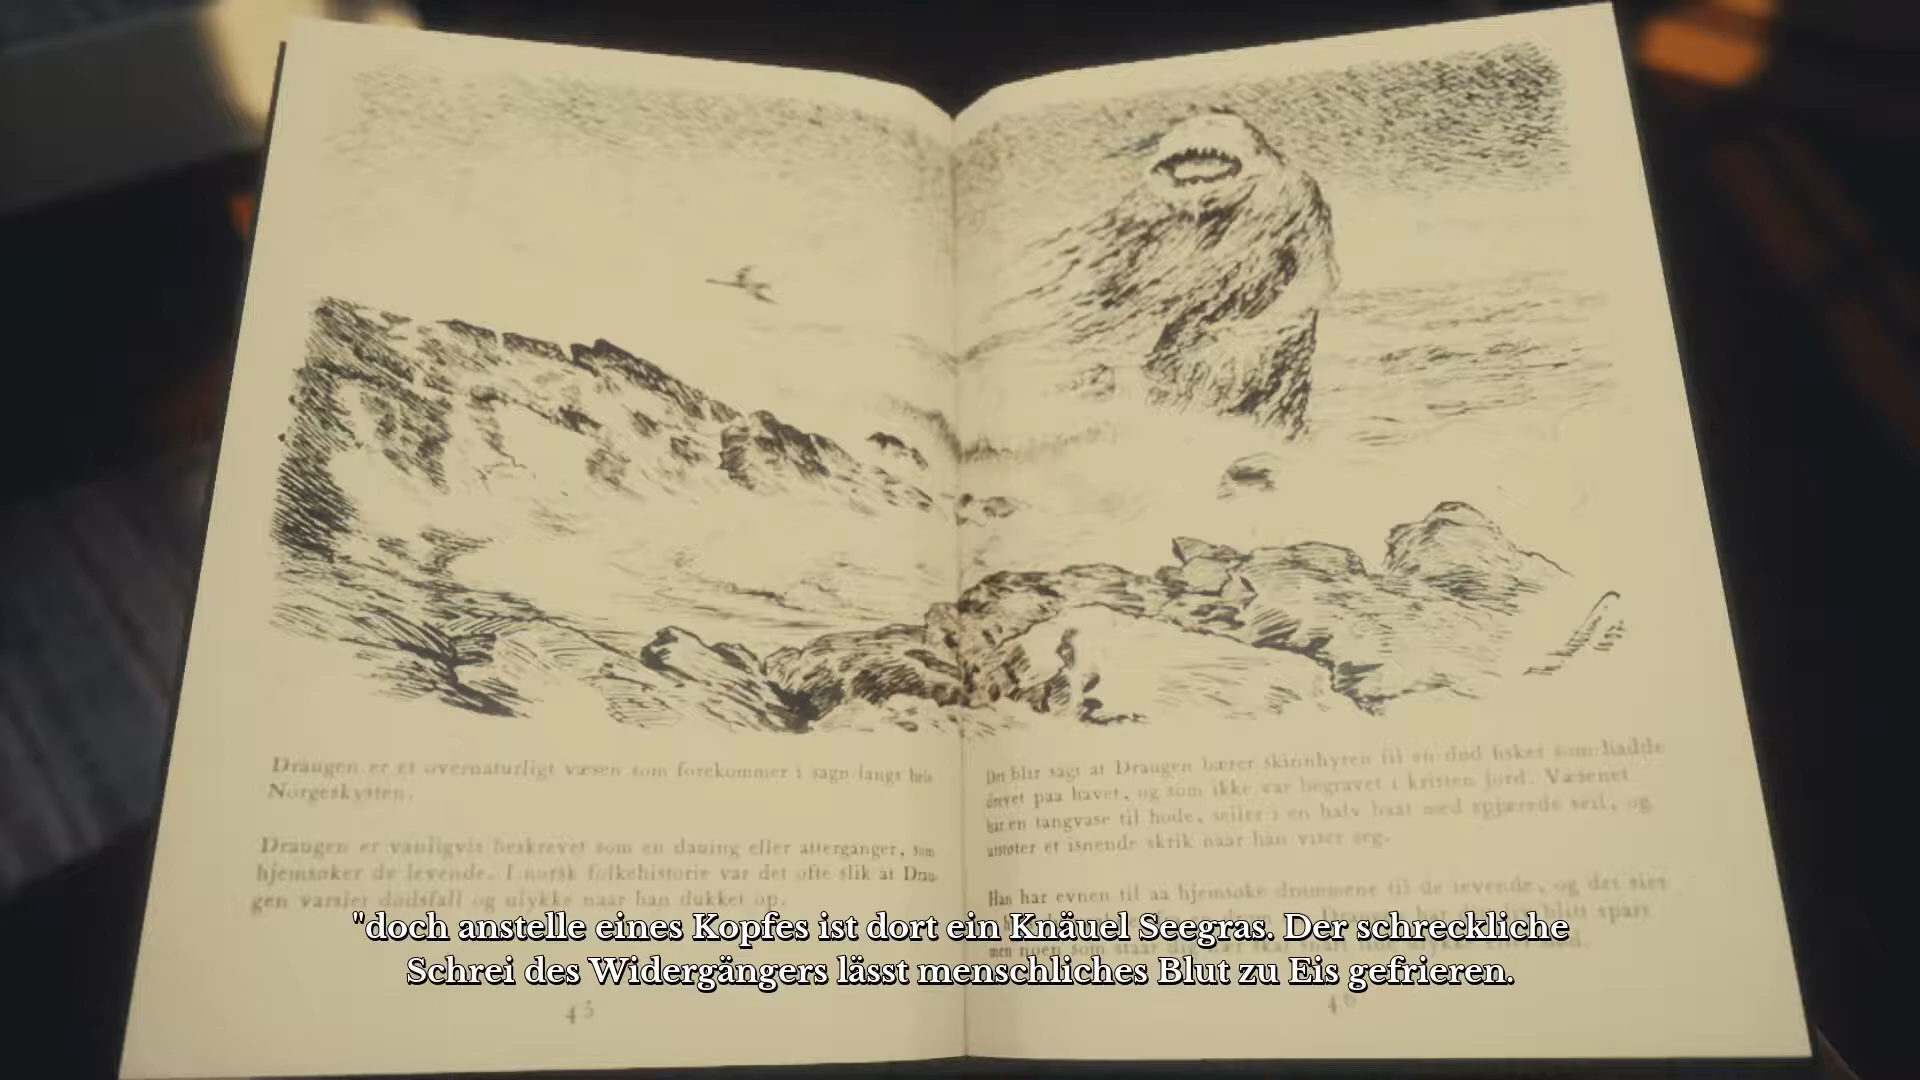 Draugen er et overnaturligt væsen som forekommer i sagn langs hele
Norgeskysten.
Draugen er vanligvis beskrevet som en dauing eller atterganger, som
hjemsøker de levende. I norsk folkehistorie var det ofte slik at Drau-
gen varslet dødsfall og ulykke naar han dukket op.
45
Det blir sagt at Draugen bærer skinnhyren til en død fisker som hadde
drevet paa havet, og som ikke var begravet i kristen jord. Væsenet
har en tangvase til hode, seiler i en halv baat med spjærede seil, og
utstøter et isnende skrik naar han viser seg.
Han har evnen til aa hjemsøke drømmene til de levende, og det sies
men noen som
46
"doch anstelle eines Kopfes ist dort ein Knäuel Seegras. Der schreckliche
Schrei des Widergängers lässt menschliches Blut zu Eis gefrieren.